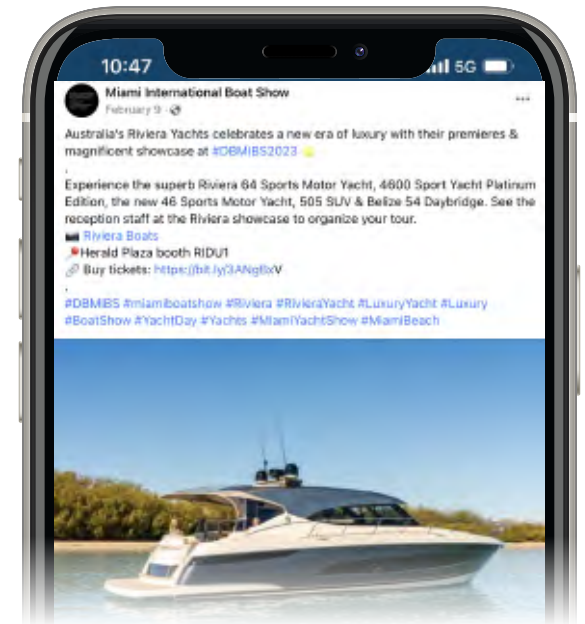 10:47
5G
Miami International Boat Show
February 9 ·
Australia's Riviera Yachts celebrates a new era of luxury with their premieres &
magnificent showcase at #DBMIBS2023
.
Experience the superb Riviera 64 Sports Motor Yacht, 4600 Sport Yacht Platinum
Edition, the new 46 Sports Motor Yacht, 505 SUV & Belize 54 Daybridge. See the
reception staff at the Riviera showcase to organize your tour.
Riviera Boats
Herald Plaza booth RIDU1
Buy tickets:
.
#DBMIBS #miamiboatshow #Riviera #RivieraYacht #LuxuryYacht #Luxury
#BoatShow #YachtDay #Yachts #MiamiYachtShow #MiamiBeach